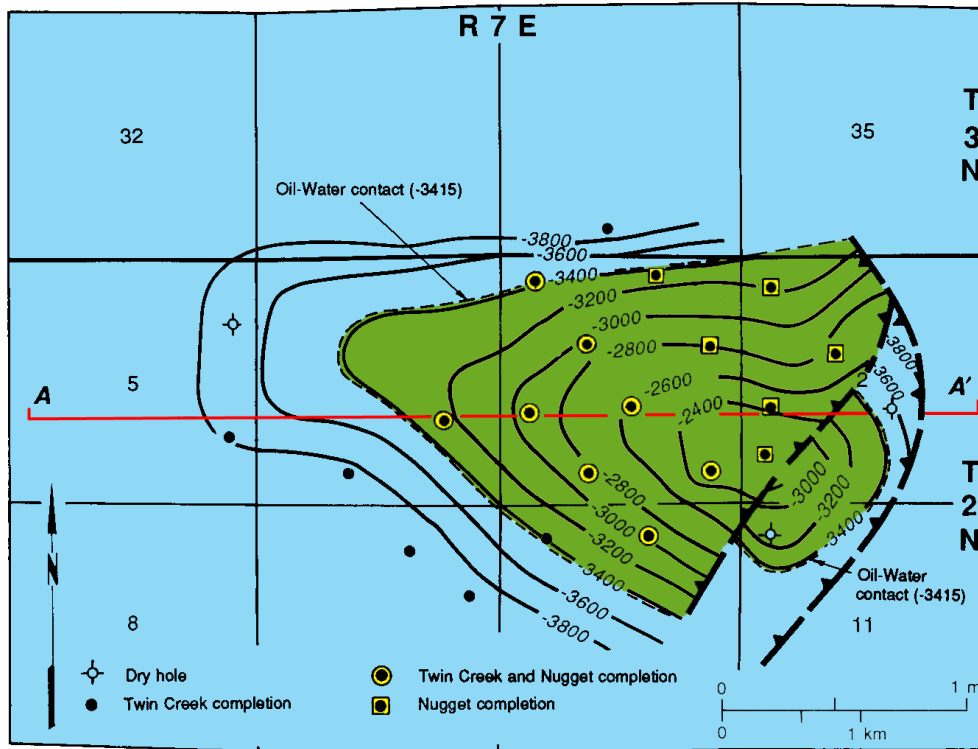 R 7 E
T
3
N
32
35
Oil-Water contact (-3415)
-3800
-3600
-3400
-3200
-3000
-2800
-2600
-2400
-3800
-3600
5
2
A
A'
-2800
-3000
-3200
-3400
-3600
-3800
-3000
-3200
-3400
T
2
N
N
Oil-Water
contact (-3415)
8
11
Dry hole
Twin Creek completion
Twin Creek and Nugget completion
Nugget completion
0
1 m
0
1 km